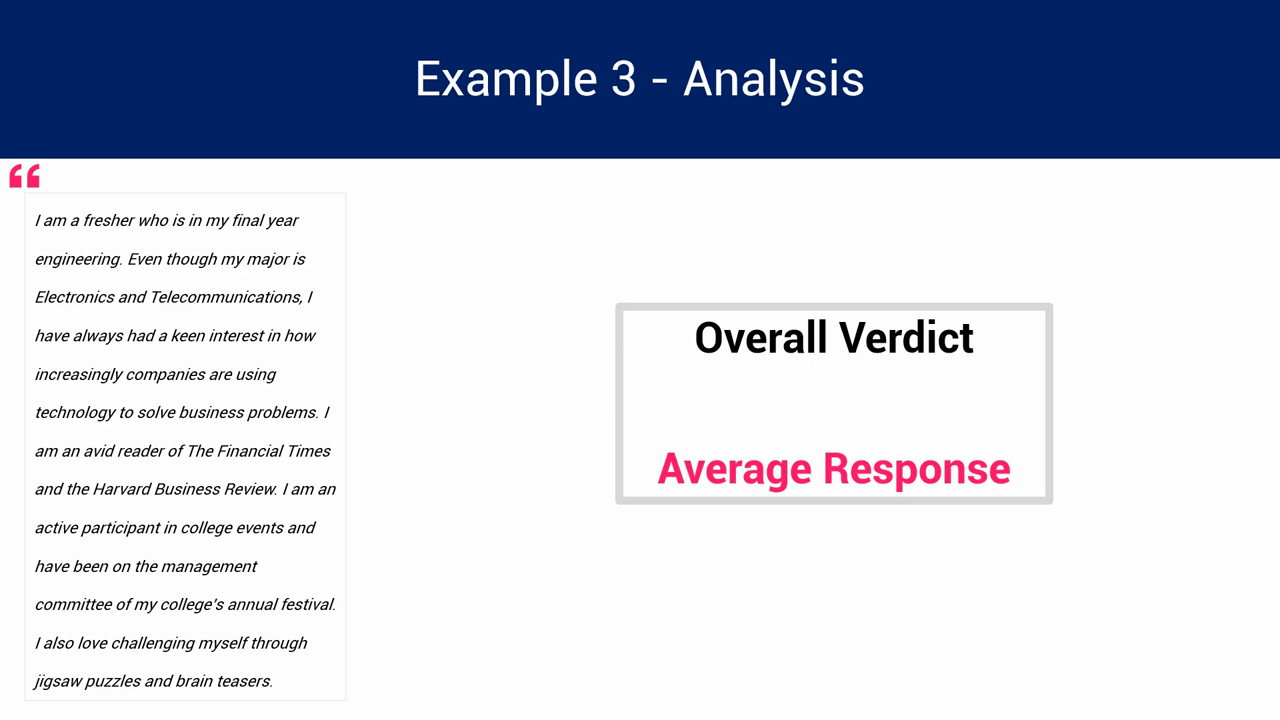 Example 3 - Analysis
“
I am a fresher who is in my final year
engineering. Even though my major is
Electronics and Telecommunications, I
have always had a keen interest in how
increasingly companies are using
technology to solve business problems. I
am an avid reader of The Financial Times
and the Harvard Business Review. I am an
active participant in college events and
have been on the management
committee of my college's annual festival.
I also love challenging myself through
jigsaw puzzles and brain teasers.
Overall Verdict
Average Response